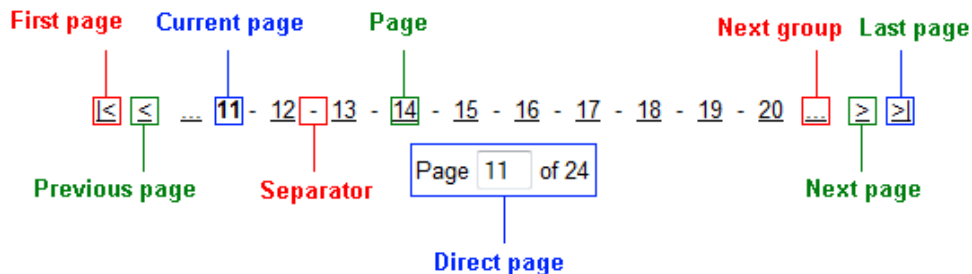 First page Current page Page Next group Last page
|< < ... 11 - 12 - 13 - 14 - 15 - 16 - 17 - 18 - 19 - 20 ... > >|
Page 11 of 24
Previous page Separator Next page
Direct page